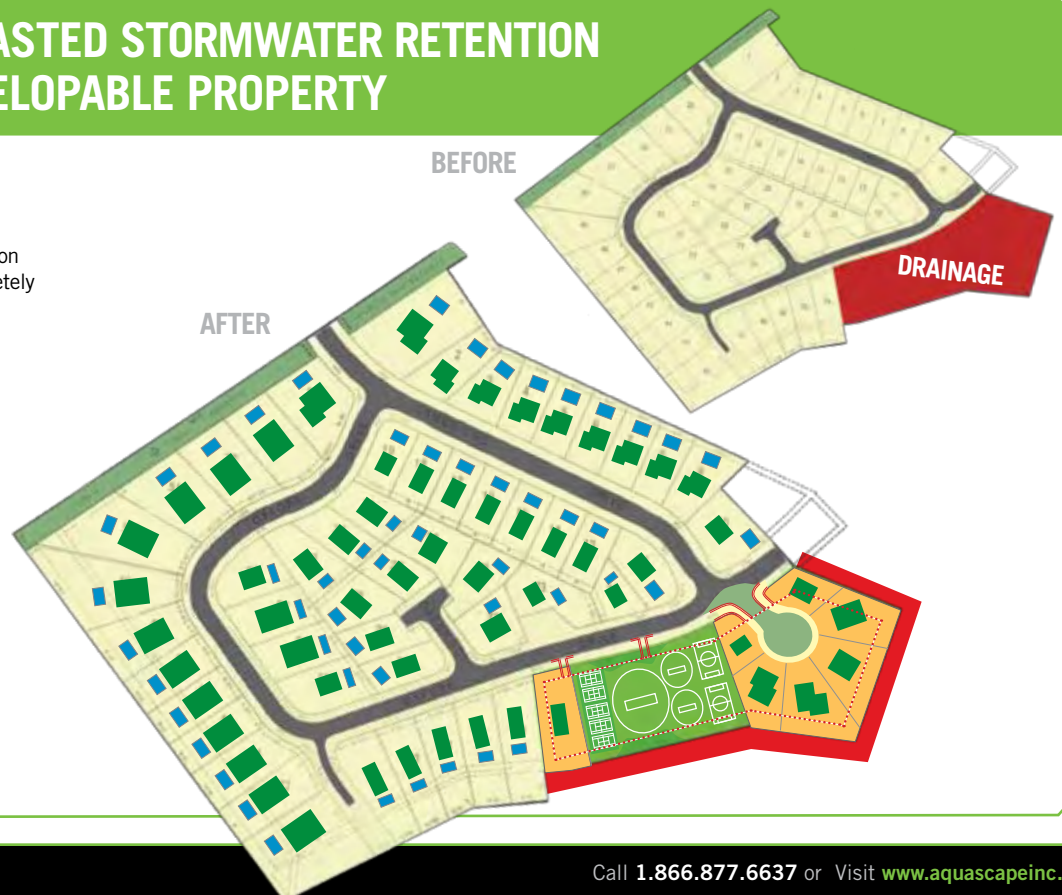 ASTED STORMWATER RETENTION
ELOPABLE PROPERTY
BEFORE
on
etely
DRAINAGE
AFTER
Call 1.866.877.6637 or Visit www.aquascapeinc.